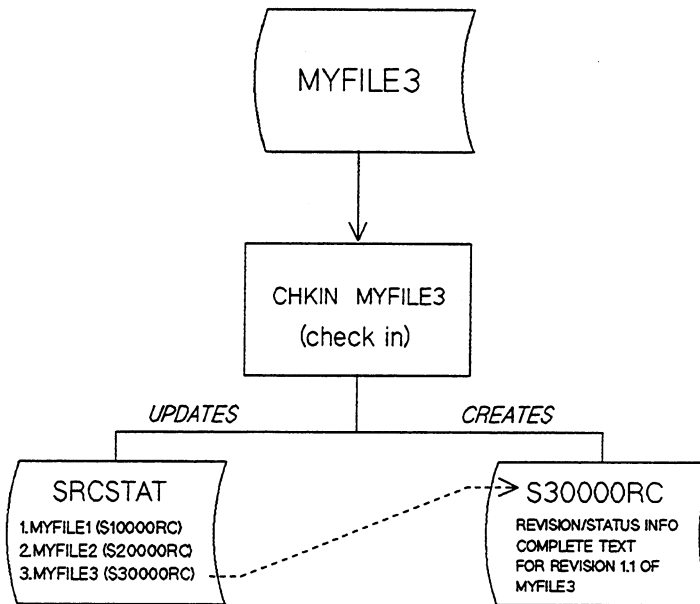 MYFILE3
CHKIN MYFILE3
(check in)
UPDATES
CREATES
SRCSTAT
1.MYFILE1 (S10000RC)
2.MYFILE2 (S20000RC)
3.MYFILE3 (S30000RC)
S30000RC
REVISION/STATUS INFO
COMPLETE TEXT
FOR REVISION 1.1 OF
MYFILE3